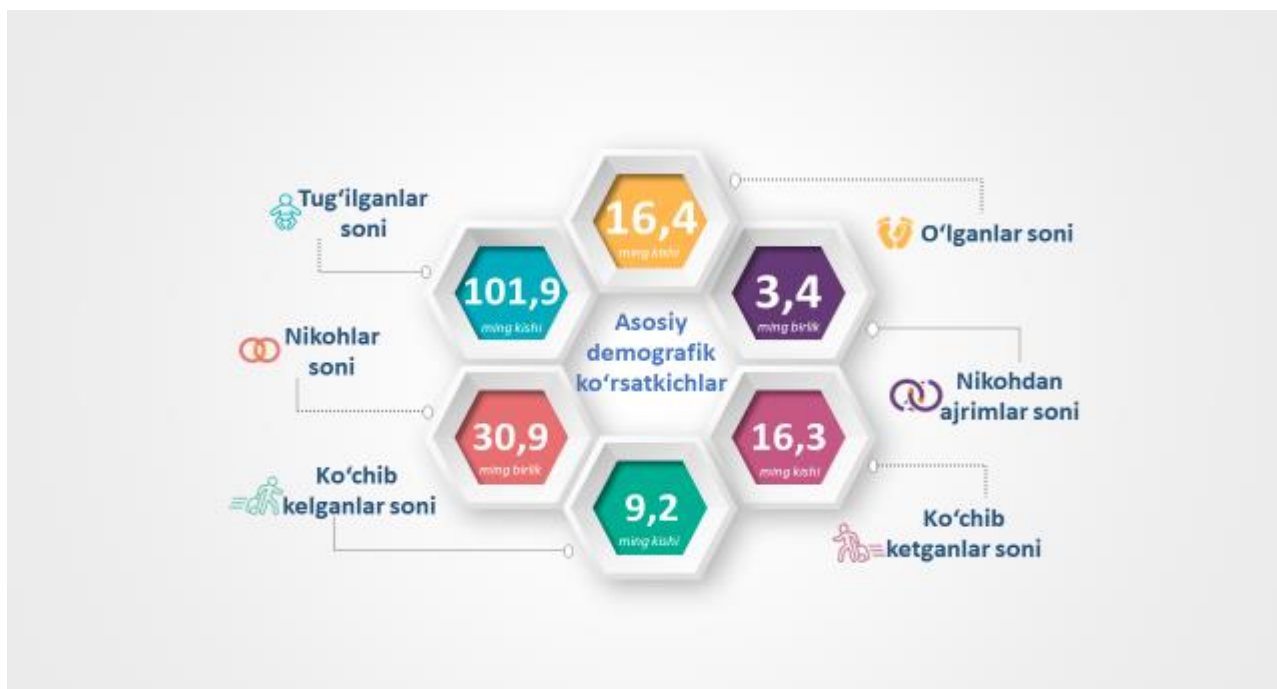 Tug‘ilganlar
soni
101,9
ming kishi
16,4
ming kishi
O‘lganlar soni
3,4
ming birlik
Nikohlar
soni
30,9
ming birlik
Asosiy
demografik
ko‘rsatkichlar
Nikohdan
ajrimlar soni
16,3
ming kishi
Ko‘chib
kelganlar soni
9,2
ming kishi
Ko‘chib
ketganlar soni